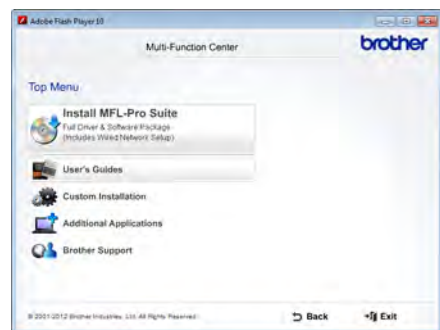 Adobe Flash Player 10
Multi-Function Center
brother
Top Menu
Install MFL-Pro Suite
Full Driver & Software Package
(Includes Wired Network Setup)
User's Guides
Custom Installation
Additional Applications
Brother Support
© 2001-2012 Brother Industries, Ltd. All Rights Reserved.
Back
Exit